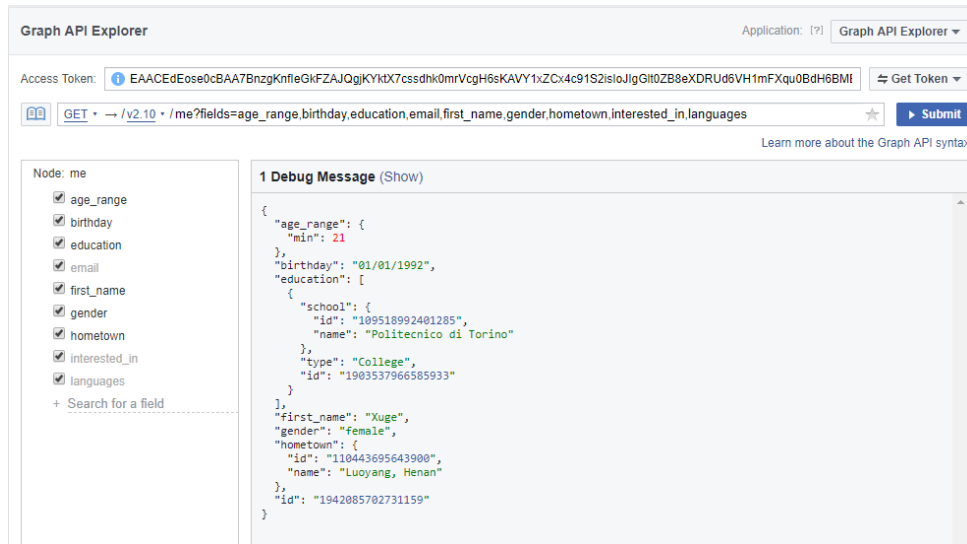 Graph API Explorer
Application: [?] Graph API Explorer
Access Token:
Get Token
GET → /v2.10 /me?fields=age_range,birthday,education,email,first_name,gender,hometown,interested_in,languages
Submit
Learn more about the Graph API syntax
Node: me
age_range
birthday
education
email
first_name
gender
hometown
interested_in
languages
+ Search for a field
1 Debug Message (Show)
{
"age_range": {
"min": 21
},
"birthday": "01/01/1992",
"education": [
{
"school": {
"id": "109518992401285",
"name": "Politecnico di Torino"
},
"type": "College",
"id": "1903537966585933"
}
],
"first_name": "Xuge",
"gender": "female",
"hometown": {
"id": "110443695643900",
"name": "Luoyang, Henan"
},
"id": "1942085702731159"
}